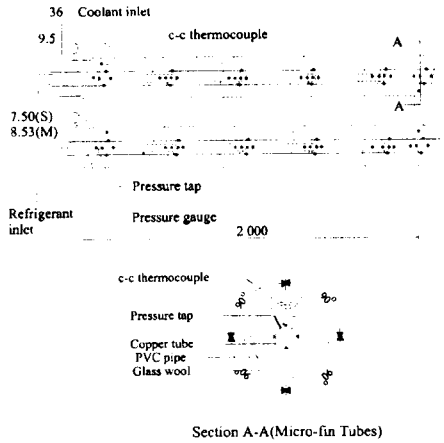 36
Coolant inlet
9.5
c-c thermocouple
A
A
7.50(S)
8.53(M)
Pressure tap
Refrigerant
inlet
Pressure gauge
2 000
c-c thermocouple
Pressure tap
Copper tube
PVC pipe
Glass wool
Section A-A(Micro-fin Tubes)